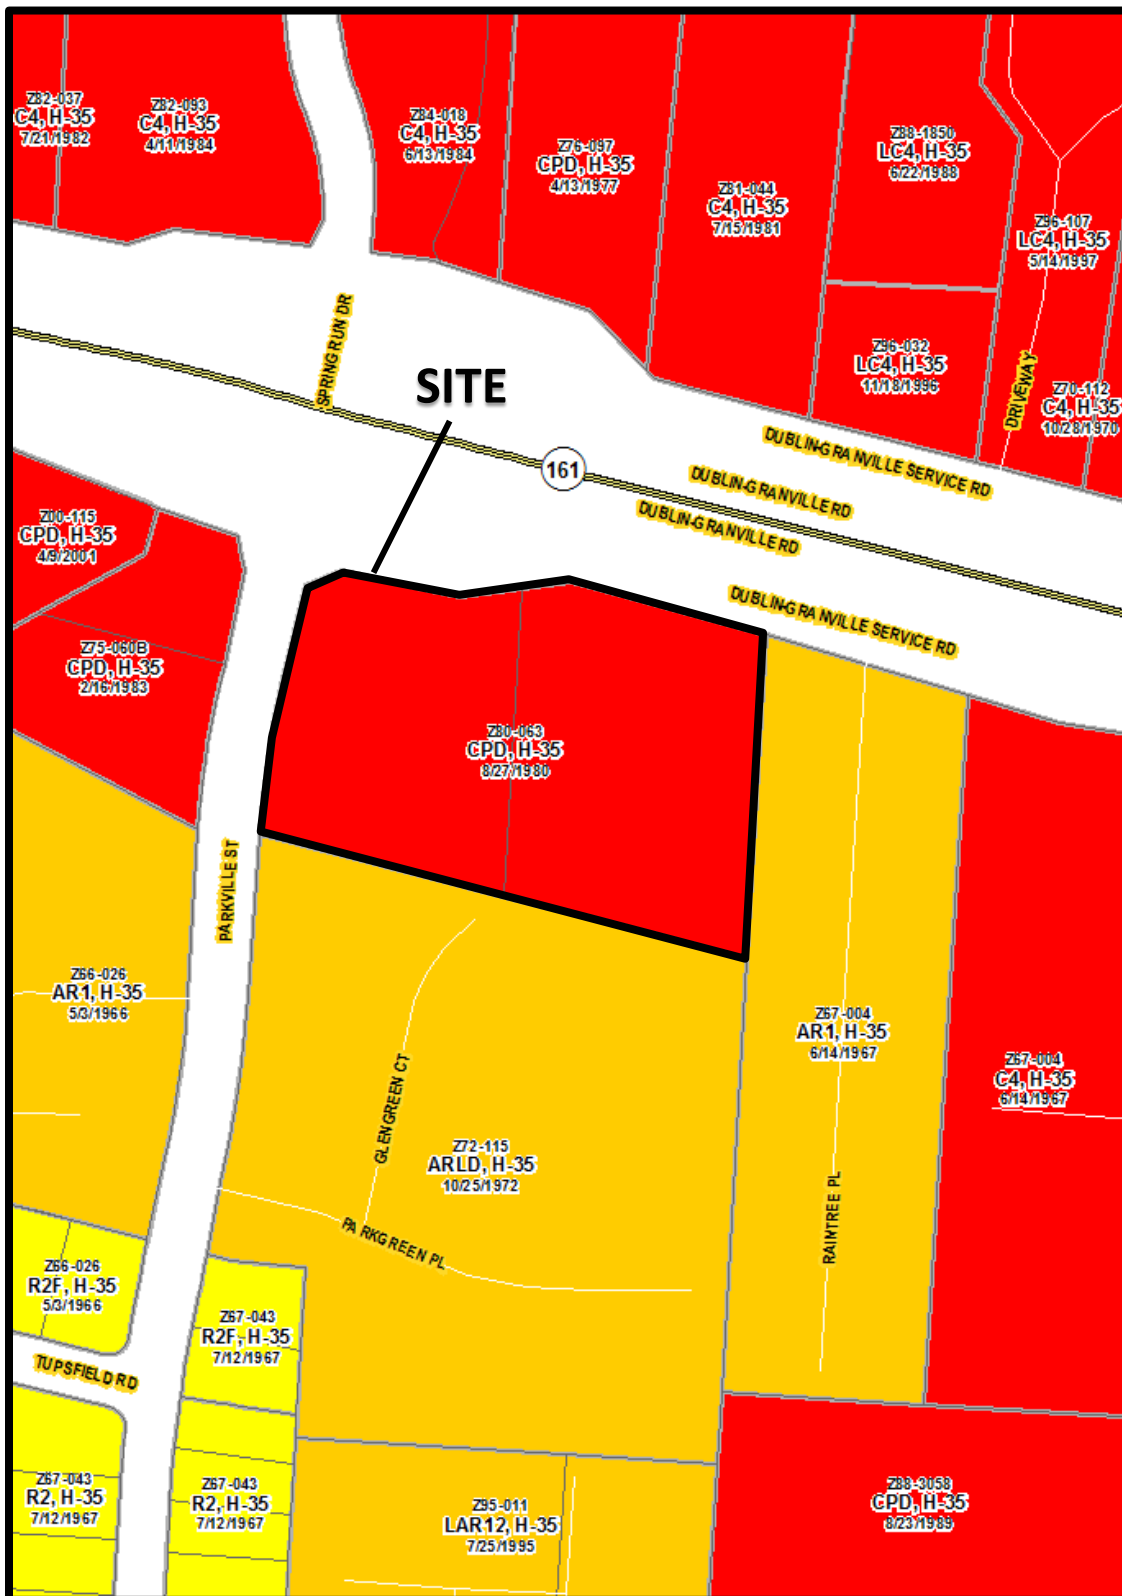 Z82-037
C4, H-35
7/21/1982
Z82-093
C4, H-35
4/11/1984
Z84-018
C4, H-35
6/13/1984
Z76-097
CPD, H-35
4/13/1977
Z81-044
C4, H-35
7/15/1981
Z88-1850
LC4, H-35
6/22/1988
Z96-107
LC4, H-35
5/14/1997
Z96-032
LC4, H-35
11/18/1996
DRIVEWAY
Z70-112
C4, H-35
10/28/1970
SPRING RUN DR
SITE
161
DUBLIN-GRANVILLE SERVICE RD
DUBLIN-GRANVILLE RD
DUBLIN-GRANVILLE RD
DUBLIN-GRANVILLE SERVICE RD
Z00-115
CPD, H-35
4/9/2001
Z75-060B
CPD, H-35
2/16/1983
Z80-063
CPD, H-35
8/27/1980
PARKVILLE ST
Z66-026
AR1, H-35
5/3/1966
Z67-004
AR1, H-35
6/14/1967
Z67-004
C4, H-35
6/14/1967
GLENGREEN CT
Z72-115
ARLD, H-35
10/25/1972
RAINTREE PL
PARKGREEN PL
Z66-026
R2F, H-35
5/3/1966
Z67-043
R2F, H-35
7/12/1967
TUPSFIELD RD
Z67-043
R2, H-35
7/12/1967
Z67-043
R2, H-35
7/12/1967
Z95-011
LAR12, H-35
7/25/1995
Z88-3058
CPD, H-35
8/23/1989